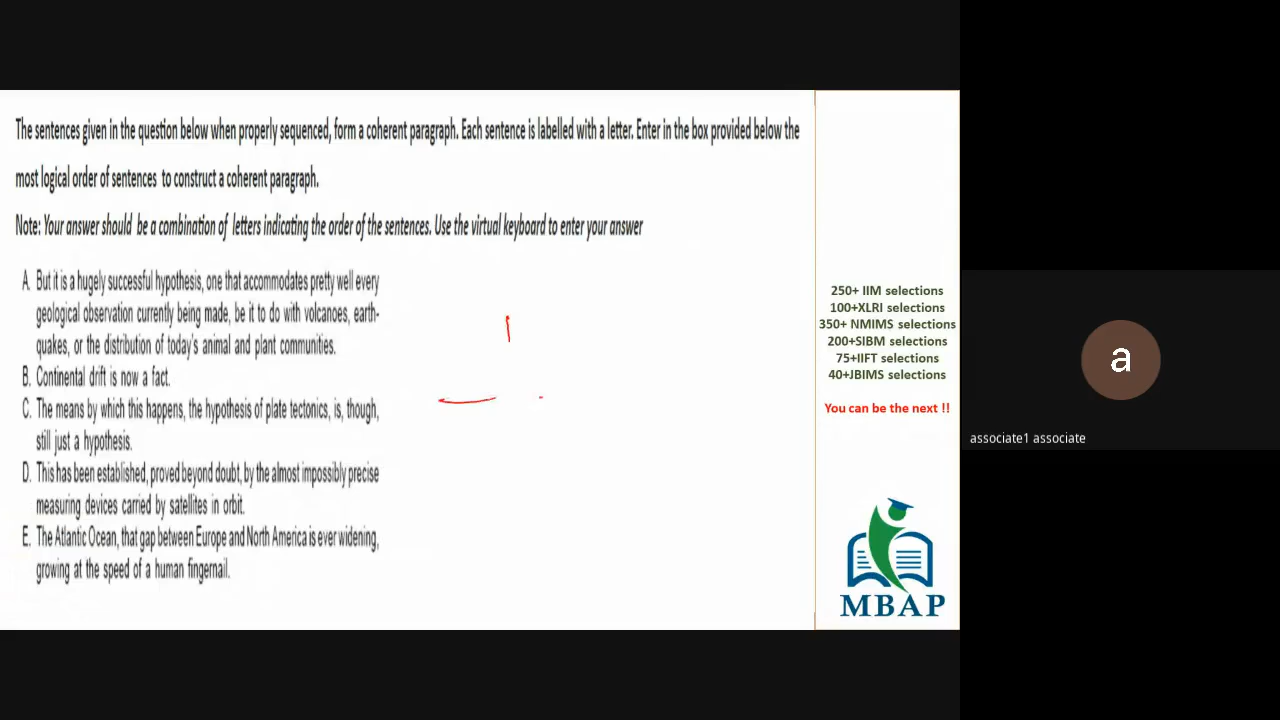 The sentences given in the question below when properly sequenced, form a coherent paragraph. Each sentence is labelled with a letter. Enter in the box provided below the
most logical order of sentences to construct a coherent paragraph.
Note: Your answer should be a combination of letters indicating the order of the sentences. Use the virtual keyboard to enter your answer
A. But it is a hugely successful hypothesis, one that accommodates pretty well every
geological observation currently being made, be it to do with volcanoes, earth-
quakes, or the distribution of today's animal and plant communities.
B. Continental drift is now a fact.
C. The means by which this happens, the hypothesis of plate tectonics, is, though,
still just a hypothesis.
D. This has been established, proved beyond doubt, by the almost impossibly precise
measuring devices carried by satellites in orbit.
E. The Atlantic Ocean, that gap between Europe and North America is ever widening,
growing at the speed of a human fingernail.
250+ IIM selections
100+XLRI selections
350+ NMIMS selections
200+SIBM selections
75+IIFT selections
40+JBIMS selections
You can be the next !!
MBAP
a
associate1 associate